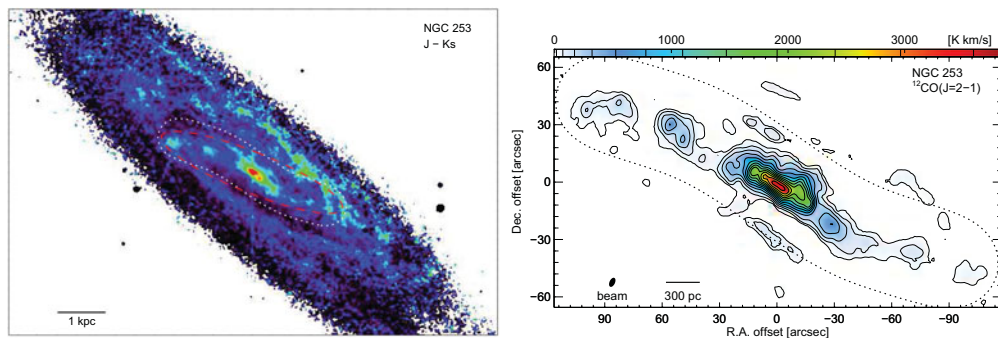 NGC 253
J − Ks
1 kpc
0 1000 2000 3000 [K km/s]
NGC 253
¹²CO(J=2−1)
60
30
0
−30
−60
Dec. offset [arcsec]
beam
300 pc
90 60 30 0 −30 −60 −90
R.A. offset [arcsec]